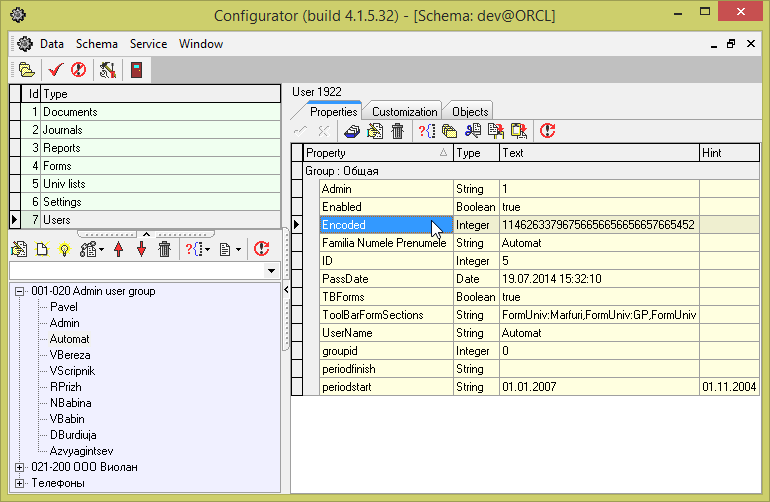 Configurator (build 4.1.5.32) - [Schema: dev@ORCL]
Data Schema Service Window
Id Type
1 Documents
2 Journals
3 Reports
4 Forms
5 Univ lists
6 Settings
7 Users
001-020 Admin user group
Pavel
Admin
Automat
VBereza
VScripnik
RPrizh
NBabina
VBabin
DBurdiuja
Azvyagintsev
021-200 ООО Виолан
Телефоны
User 1922
Properties Customization Objects
Property Type Text Hint
Group : Общая
Admin String 1
Enabled Boolean true
Encoded Integer 11462633796756656656656657665452
Familia Numele Prenumele String Automat
ID Integer 5
PassDate Date 19.07.2014 15:32:10
TBForms Boolean true
ToolBarFormSections String FormUniv:Marfuri,FormUniv:GP,FormUniv
UserName String Automat
groupid Integer 0
periodfinish String
periodstart String 01.01.2007 01.11.2004